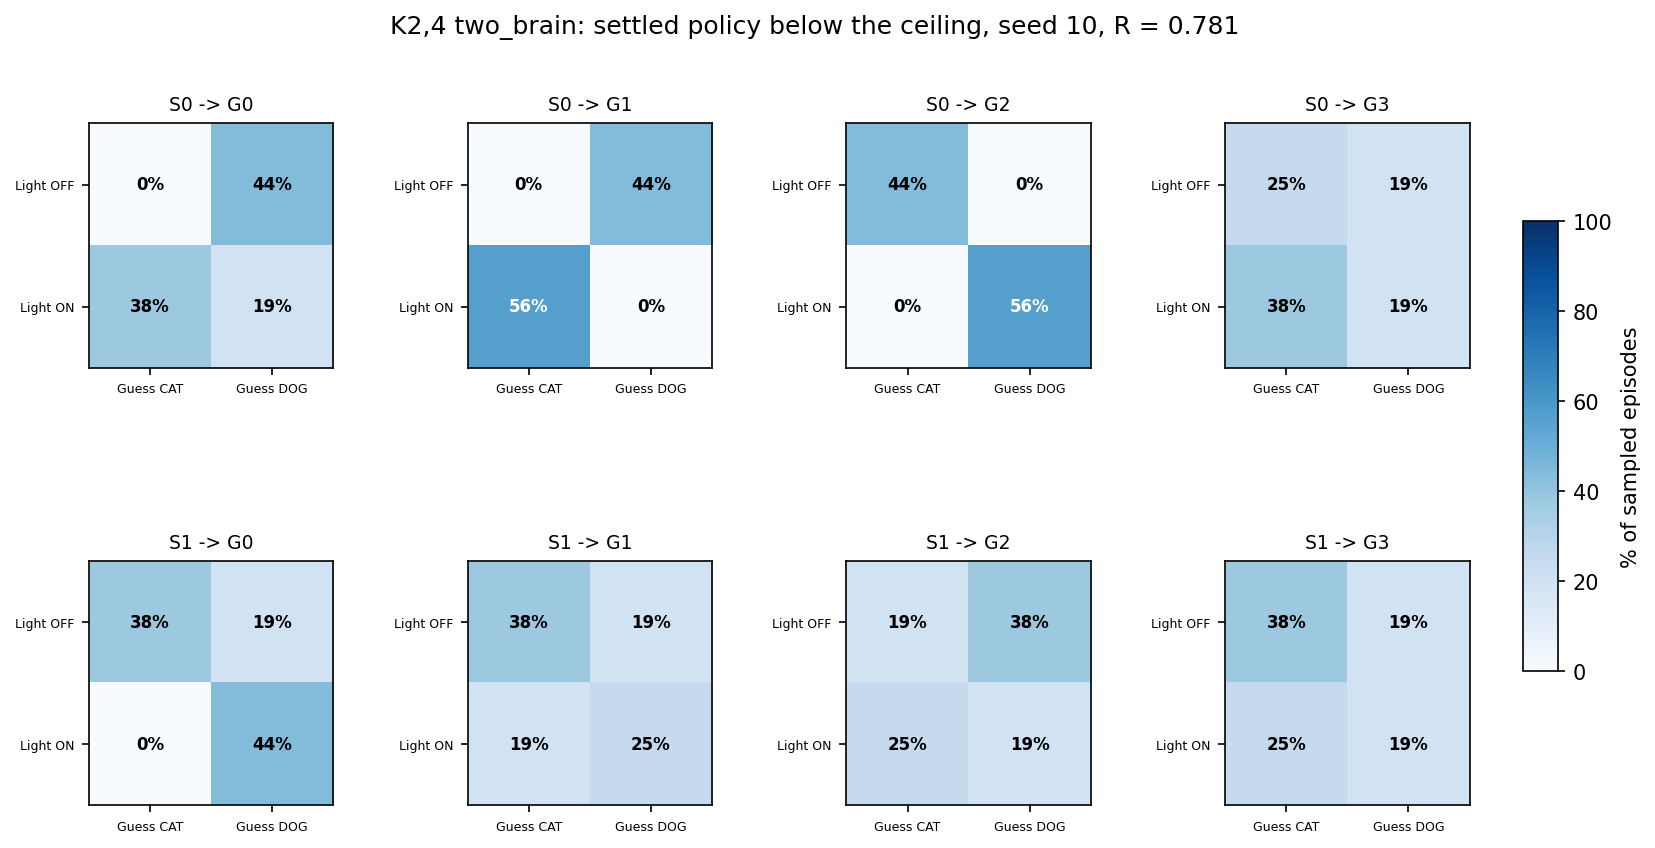 K2,4 two_brain: settled policy below the ceiling, seed 10, R = 0.781
S0 -> G0
S0 -> G1
S0 -> G2
S0 -> G3
Light OFF
0%
44%
Light ON
38%
19%
Guess CAT
Guess DOG
Light OFF
0%
44%
Light ON
56%
0%
Guess CAT
Guess DOG
Light OFF
44%
0%
Light ON
0%
56%
Guess CAT
Guess DOG
Light OFF
25%
19%
Light ON
38%
19%
Guess CAT
Guess DOG
S1 -> G0
S1 -> G1
S1 -> G2
S1 -> G3
Light OFF
38%
19%
Light ON
0%
44%
Guess CAT
Guess DOG
Light OFF
38%
19%
Light ON
19%
25%
Guess CAT
Guess DOG
Light OFF
19%
38%
Light ON
25%
19%
Guess CAT
Guess DOG
Light OFF
38%
19%
Light ON
25%
19%
Guess CAT
Guess DOG
100
80
60
40
20
0
% of sampled episodes